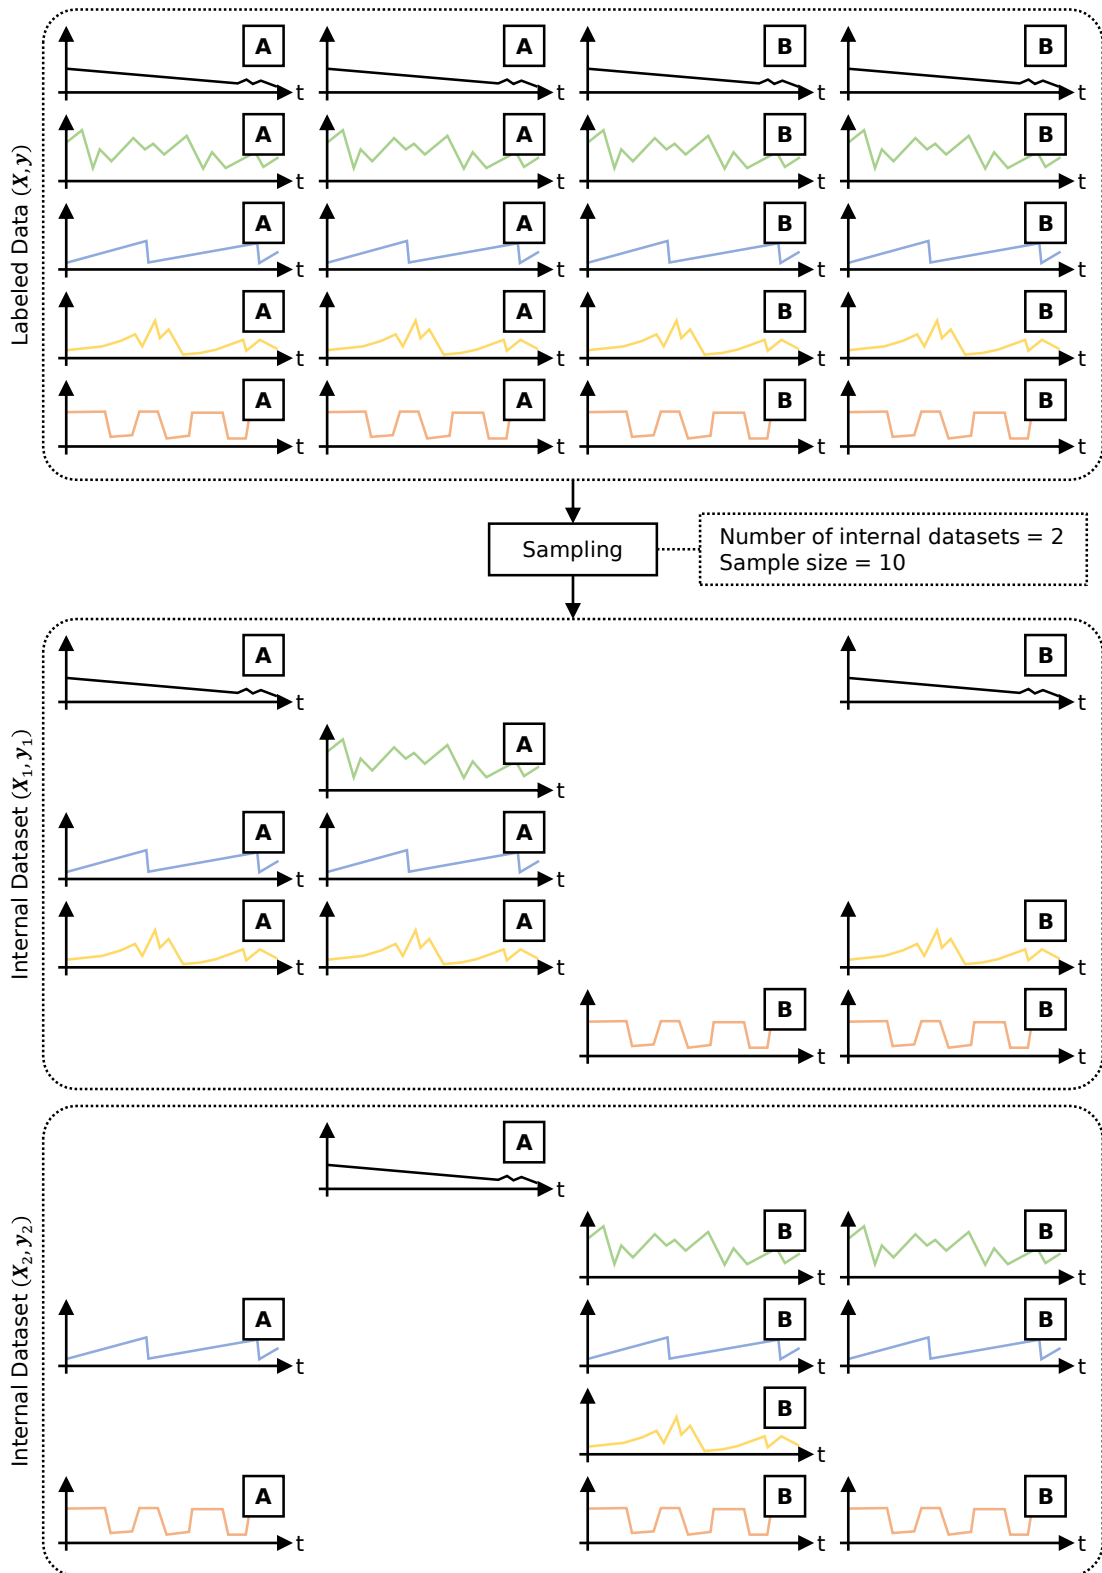 Labeled Data (X,y)
A A B B
t t t t
A A B B
t t t t
A A B B
t t t t
A A B B
t t t t
A A B B
t t t t
Sampling
Number of internal datasets = 2
Sample size = 10
Internal Dataset (X₁, y₁)
A B
t t
A
t
A A
t t
A A B
t t t
B B
t t
Internal Dataset (X₂, y₂)
A
t
B B
t t
A B B
t t t
B
t
A B B
t t t